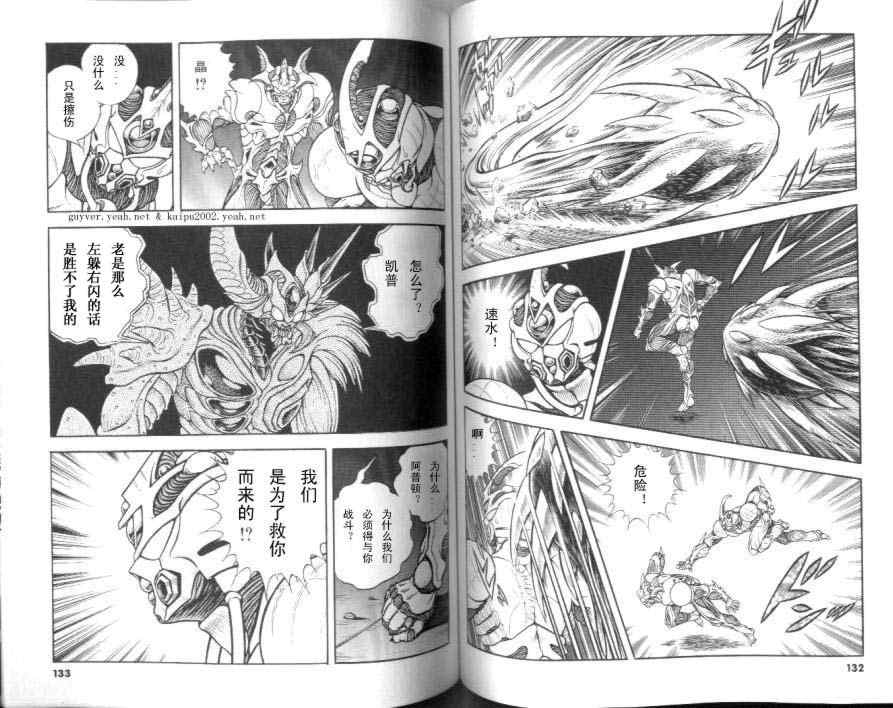 速水！
危险！
啊…
132
晶!?
没…
没什么
只是擦伤
guyver.yeah.net & kaipu2002.yeah.net
怎么了?
凯普
老是那么
左躲右闪的话
是胜不了我的
为什么…
阿普顿?
为什么我们
必须得与你
战斗?
我们
是为了救你
而来的!?
133